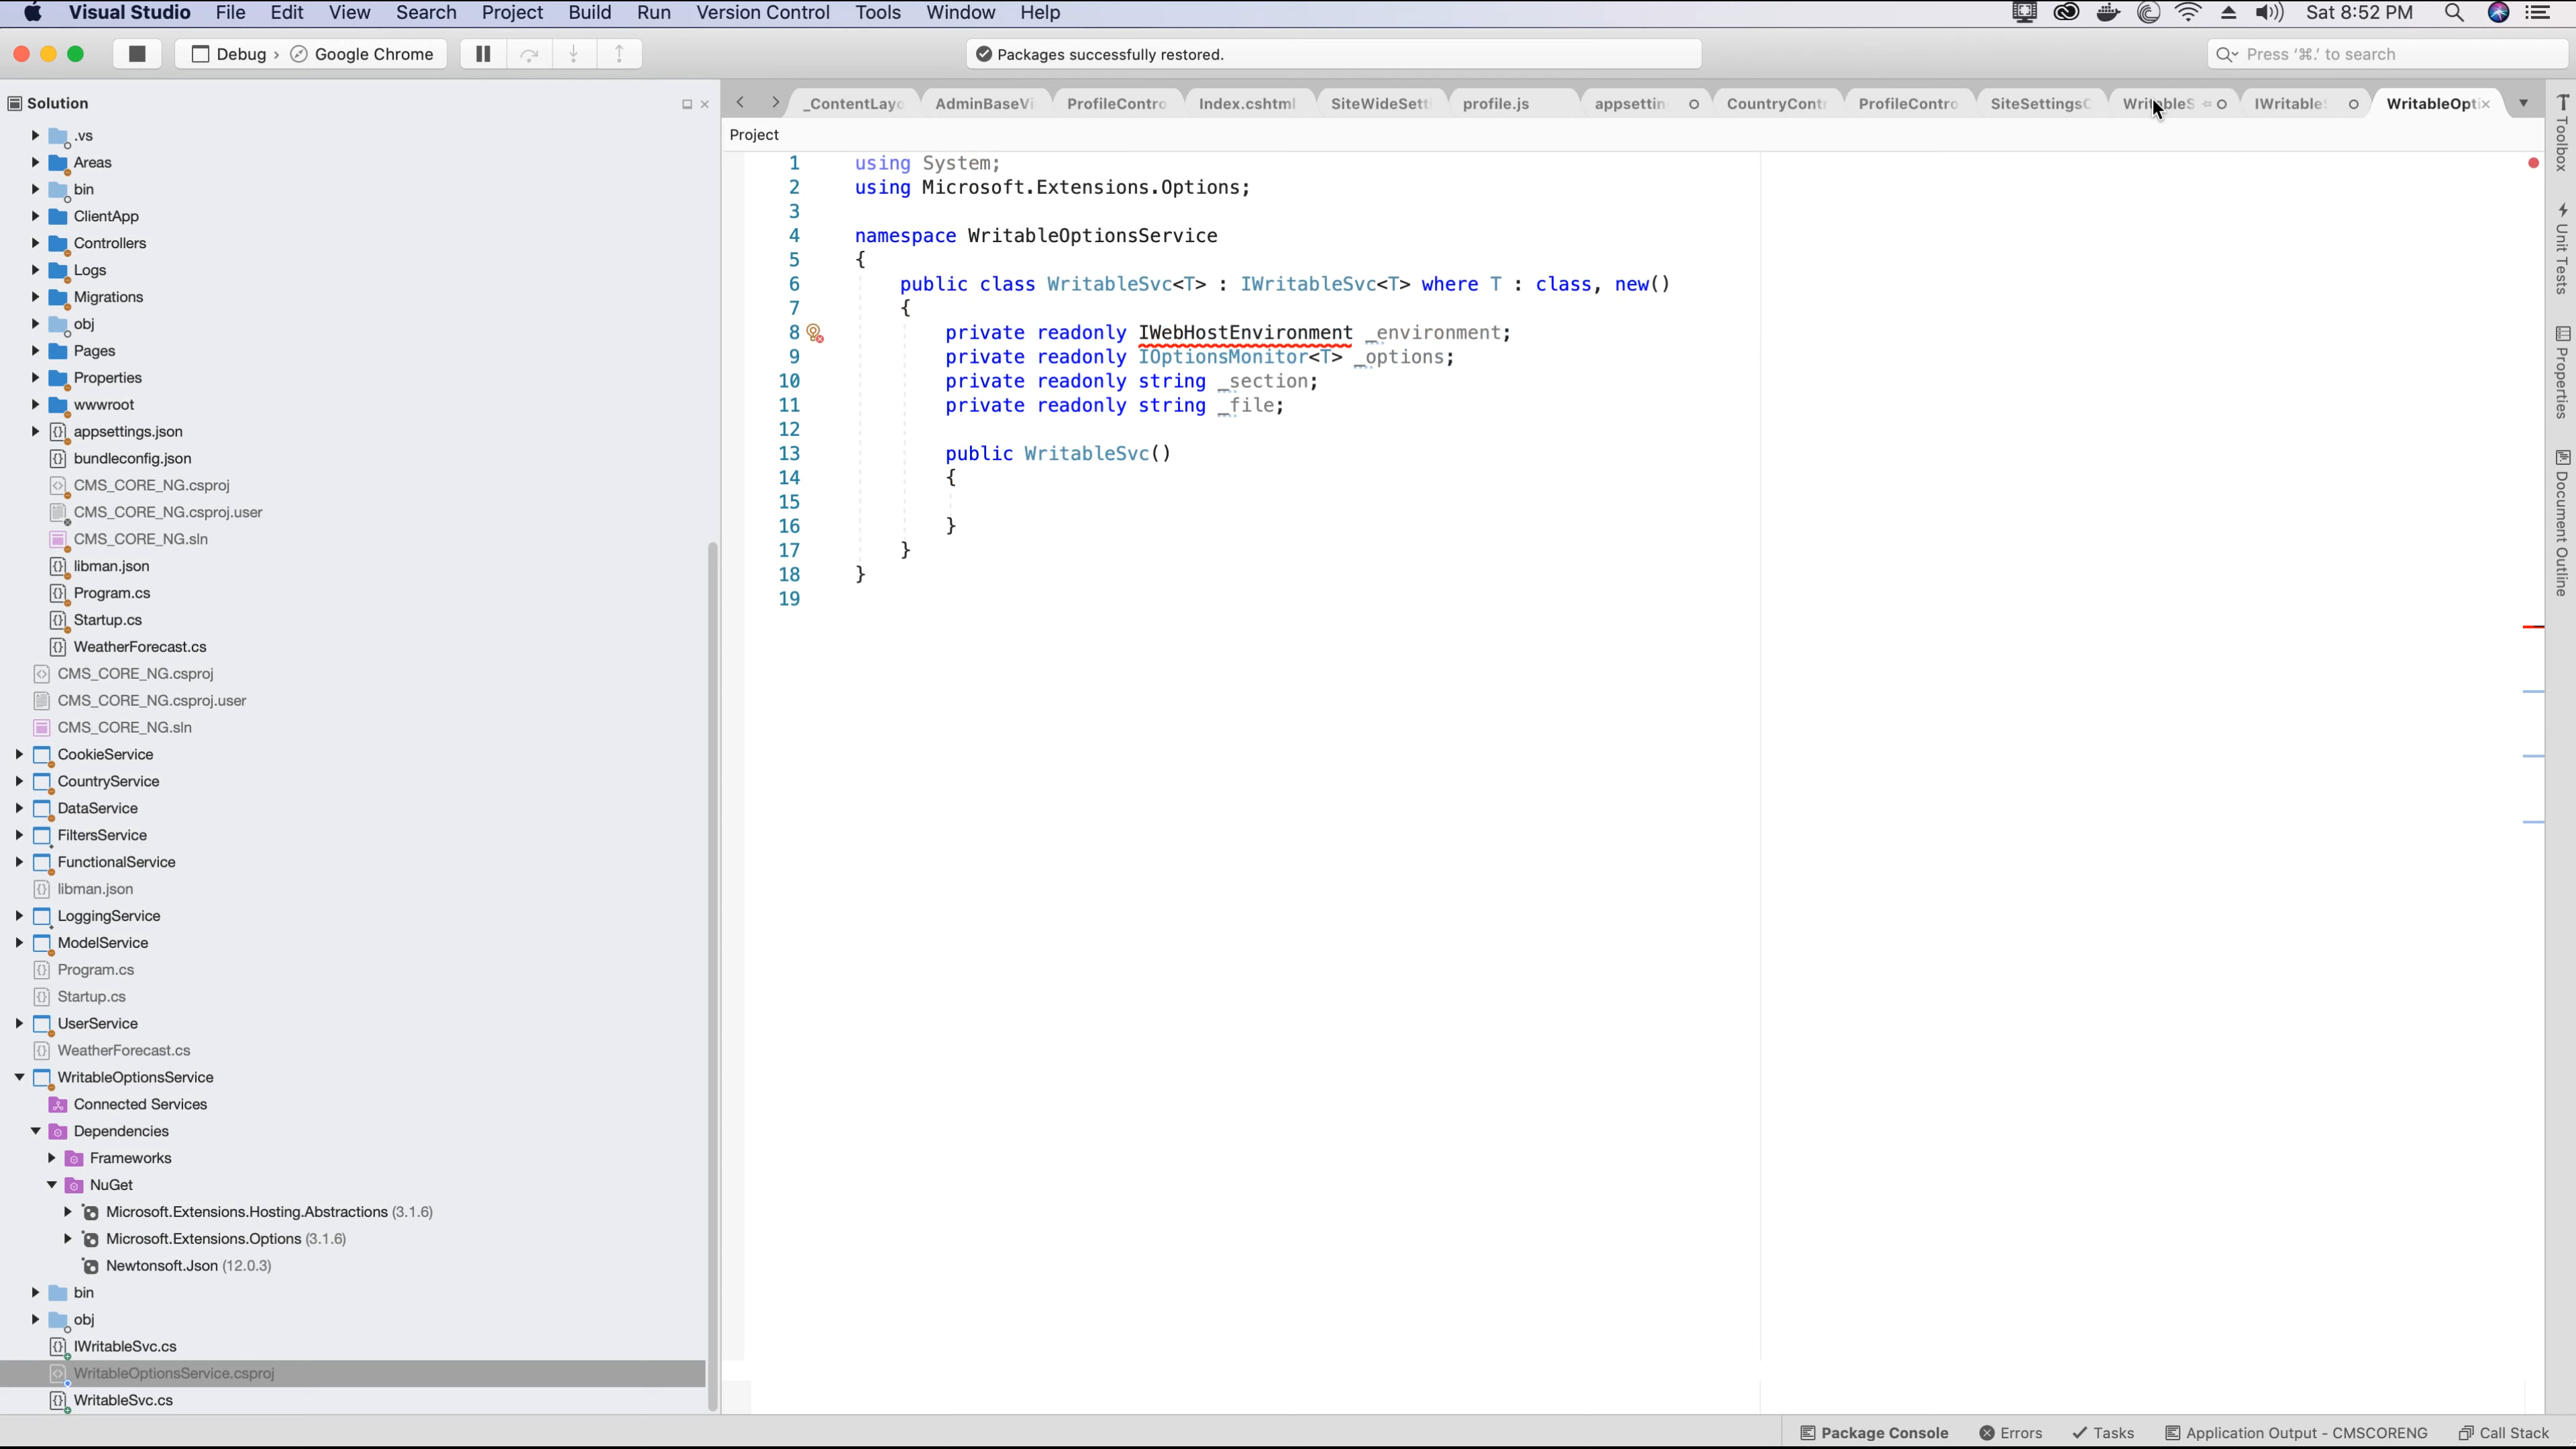 Visual Studio File Edit View Search Project Build Run Version Control Tools Window Help Sat 8:52 PM
Debug › Google Chrome Packages successfully restored. Press '⌘.' to search
Solution
_ContentLayo AdminBaseVi ProfileContro Index.cshtml SiteWideSett profile.js appsettin CountryContr ProfileContro SiteSettingsC WritableS IWritableS WritableOpti
Project
.vs
Areas
bin
ClientApp
Controllers
Logs
Migrations
obj
Pages
Properties
wwwroot
appsettings.json
bundleconfig.json
CMS_CORE_NG.csproj
CMS_CORE_NG.csproj.user
CMS_CORE_NG.sln
libman.json
Program.cs
Startup.cs
WeatherForecast.cs
CMS_CORE_NG.csproj
CMS_CORE_NG.csproj.user
CMS_CORE_NG.sln
CookieService
CountryService
DataService
FiltersService
FunctionalService
libman.json
LoggingService
ModelService
Program.cs
Startup.cs
UserService
WeatherForecast.cs
WritableOptionsService
Connected Services
Dependencies
Frameworks
NuGet
Microsoft.Extensions.Hosting.Abstractions (3.1.6)
Microsoft.Extensions.Options (3.1.6)
Newtonsoft.Json (12.0.3)
bin
obj
IWritableSvc.cs
WritableOptionsService.csproj
WritableSvc.cs
1 using System;
2 using Microsoft.Extensions.Options;
3
4 namespace WritableOptionsService
5 {
6 public class WritableSvc<T> : IWritableSvc<T> where T : class, new()
7 {
8 private readonly IWebHostEnvironment _environment;
9 private readonly IOptionsMonitor<T> _options;
10 private readonly string _section;
11 private readonly string _file;
12
13 public WritableSvc()
14 {
15
16 }
17 }
18 }
19
Toolbox
Unit Tests
Properties
Document Outline
Package Console Errors Tasks Application Output - CMSCORENG Call Stack